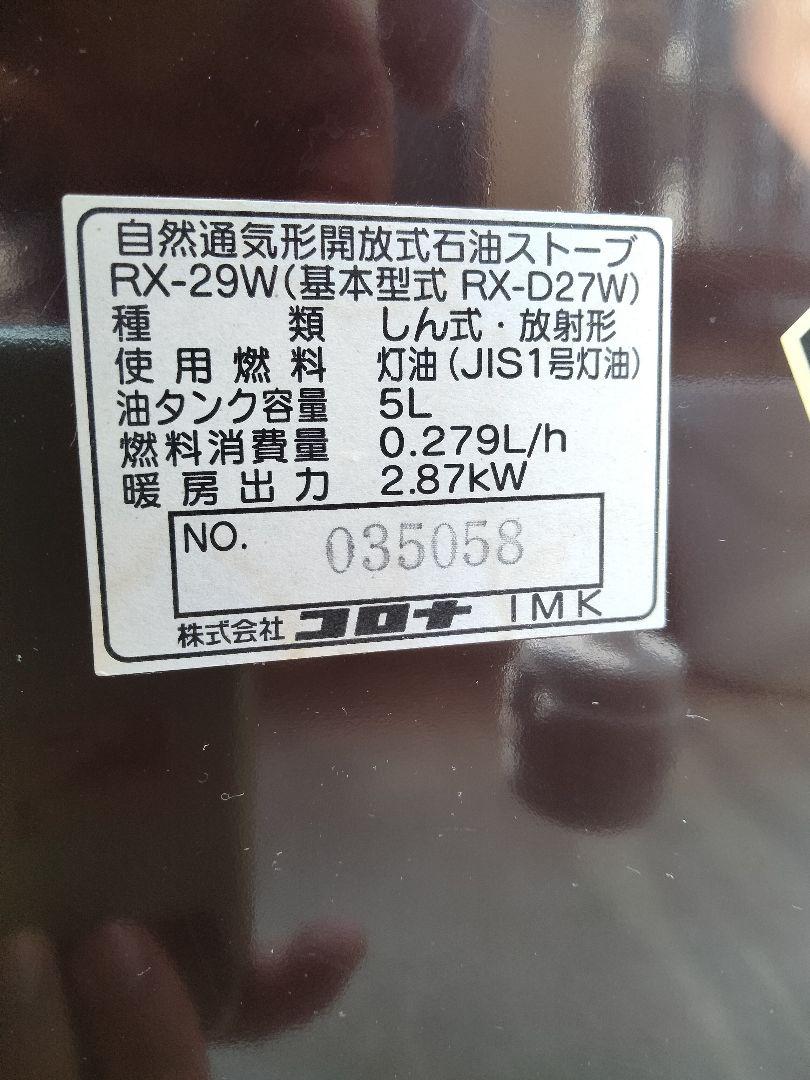 自然通気形開放式石油ストーブ
RX-29W(基本型式 RX-D27W)
種類 しん式・放射形
使用燃料 灯油(JIS1号灯油)
油タンク容量 5L
燃料消費量 0.279L/h
暖房出力 2.87kW
NO. 035058
株式会社 コロナ IMK